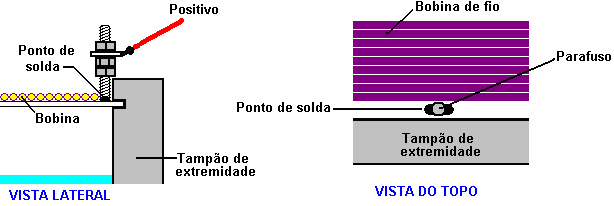 Positivo
Ponto de
solda
Bobina
Tampão de
extremidade
VISTA LATERAL
Bobina de fio
Parafuso
Ponto de solda
Tampão de
extremidade
VISTA DO TOPO